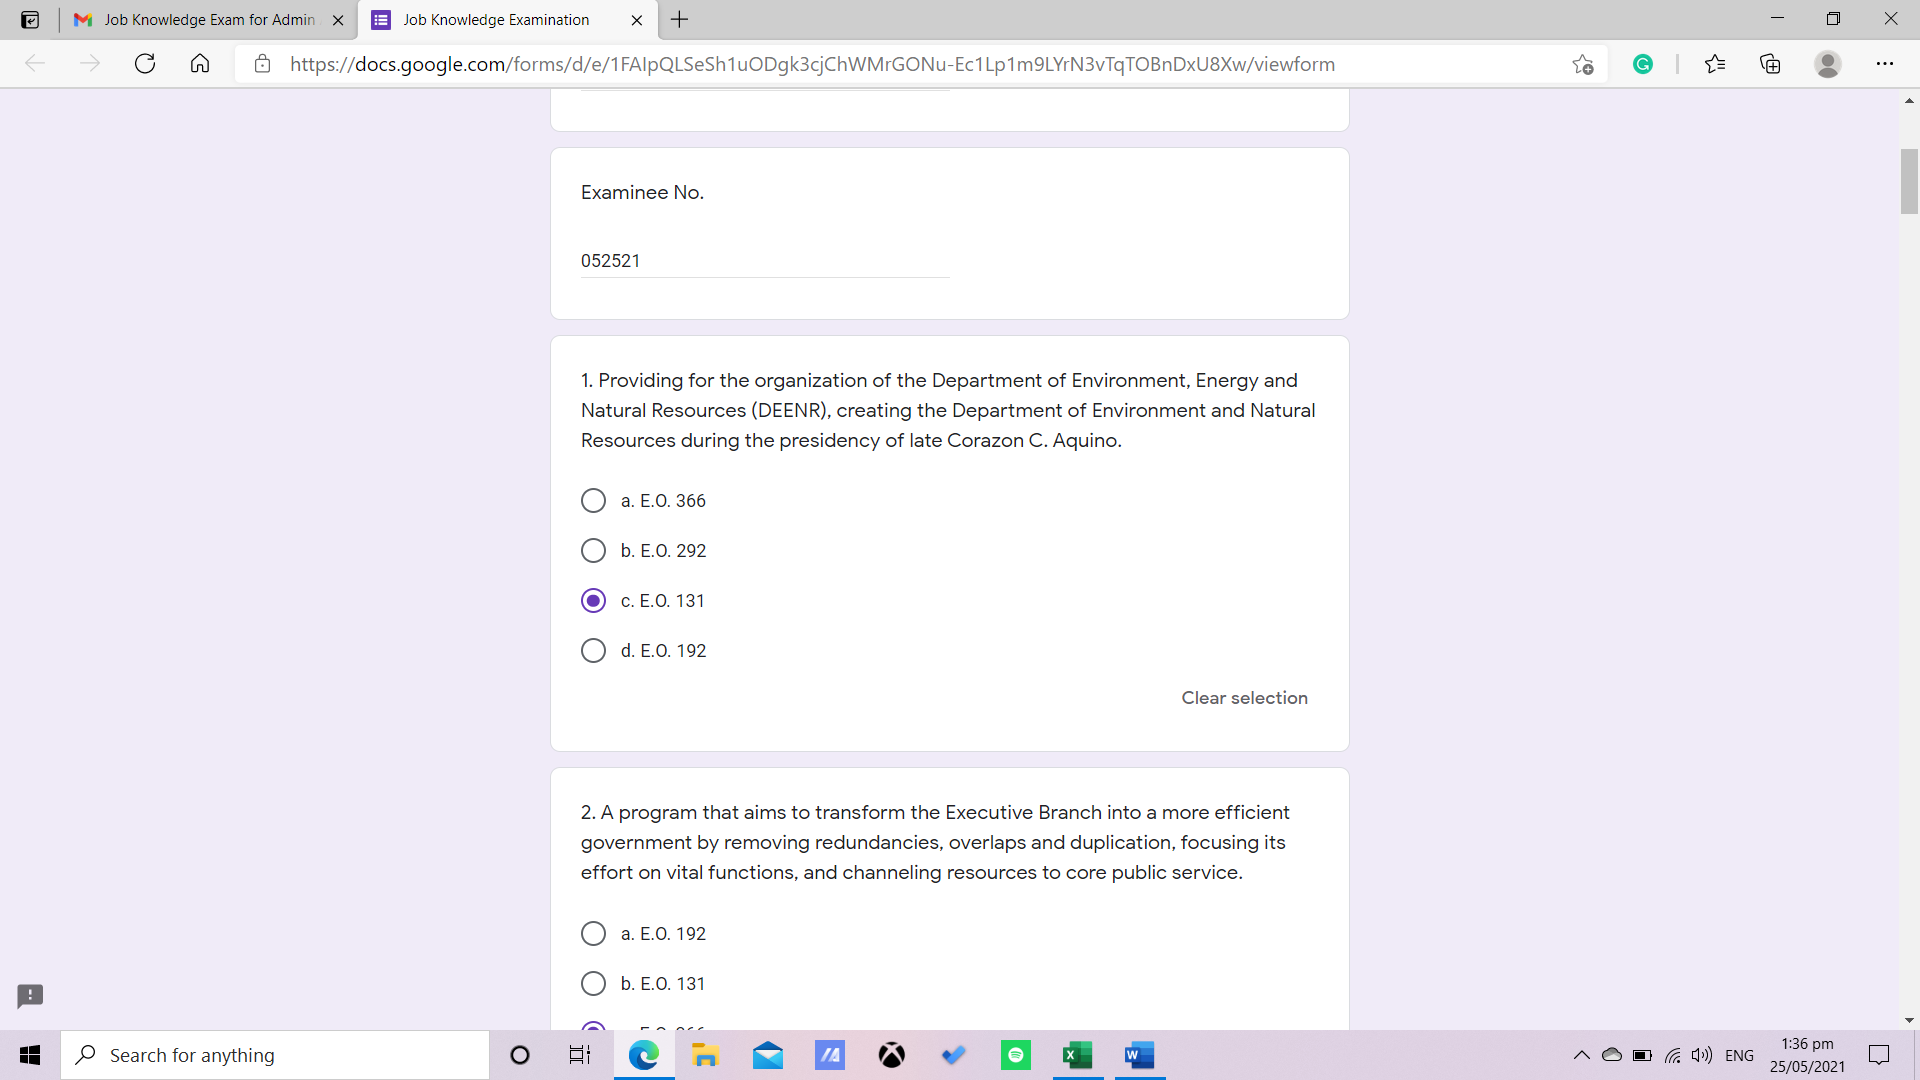 Job Knowledge Exam for Admin
Job Knowledge Examination
https://docs.google.com/forms/d/e/1FAIpQLSeSh1uODgk3cjChWMrGONu-Ec1Lp1m9LYrN3vTqTOBnDxU8Xw/viewform
Examinee No.
052521
1. Providing for the organization of the Department of Environment, Energy and
Natural Resources (DEENR), creating the Department of Environment and Natural
Resources during the presidency of late Corazon C. Aquino.
a. E.O. 366
b. E.O. 292
c. E.O. 131
d. E.O. 192
Clear selection
2. A program that aims to transform the Executive Branch into a more efficient
government by removing redundancies, overlaps and duplication, focusing its
effort on vital functions, and channeling resources to core public service.
a. E.O. 192
b. E.O. 131
Search for anything
ENG
1:36 pm
25/05/2021